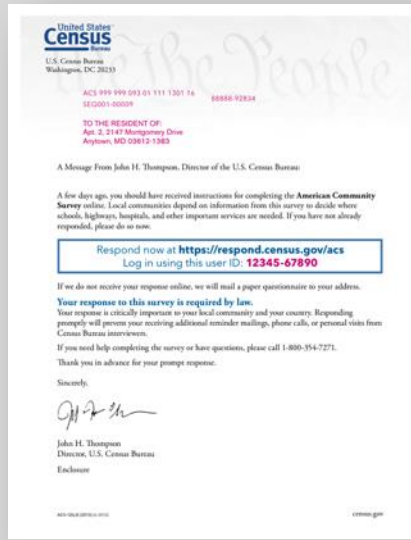 United States®
Census
Bureau
U.S. Census Bureau
Washington, DC 20233
the People
ACS 999 999 093 01 111 1301 16
88888-92834
SEQ001-00009
TO THE RESIDENT OF:
Apt. 2, 2147 Montgomery Drive
Anytown, MD 03612-1383
A Message From John H. Thompson, Director of the U.S. Census Bureau:
A few days ago, you should have received instructions for completing the American Community
Survey online. Local communities depend on information from this survey to decide where
schools, highways, hospitals, and other important services are needed. If you have not already
responded, please do so now.
Respond now at https://respond.census.gov/acs
Log in using this user ID: 12345-67890
If we do not receive your response online, we will mail a paper questionnaire to your address.
Your response to this survey is required by law.
Your response is critically important to your local community and your country. Responding
promptly will prevent your receiving additional reminder mailings, phone calls, or personal visits from
Census Bureau interviewers.
If you need help completing the survey or have questions, please call 1-800-354-7271.
Thank you in advance for your prompt response.
Sincerely,
John H. Thompson
Director, U.S. Census Bureau
Enclosure
census.gov